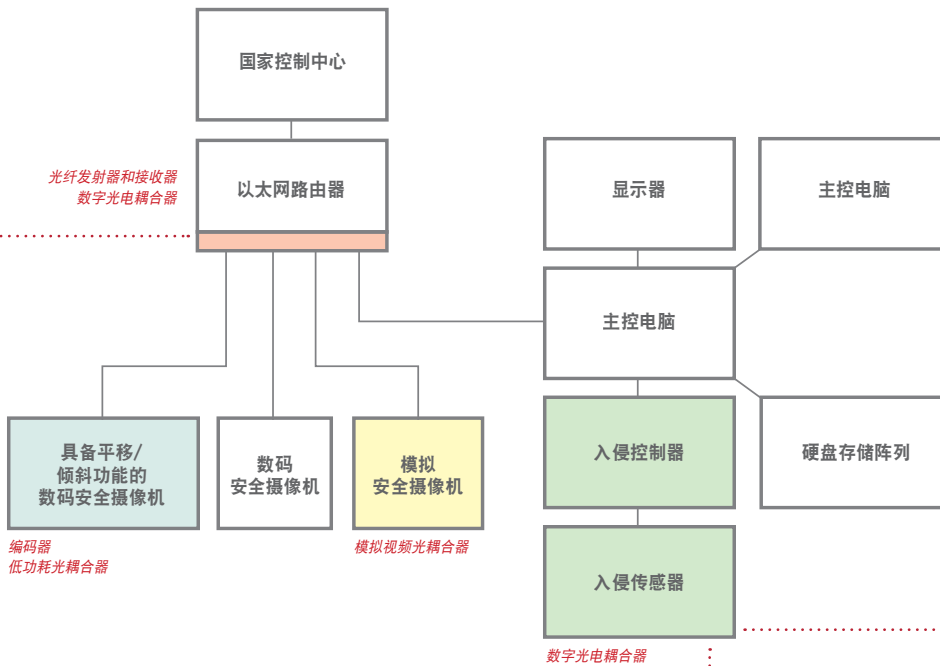 国家控制中心
光纤发射器和接收器
数字光电耦合器
以太网路由器
显示器
主控电脑
主控电脑
具备平移/
倾斜功能的
数码安全摄像机
数码
安全摄像机
模拟
安全摄像机
入侵控制器
硬盘存储阵列
编码器
低功耗光耦合器
模拟视频光耦合器
入侵传感器
数字光电耦合器